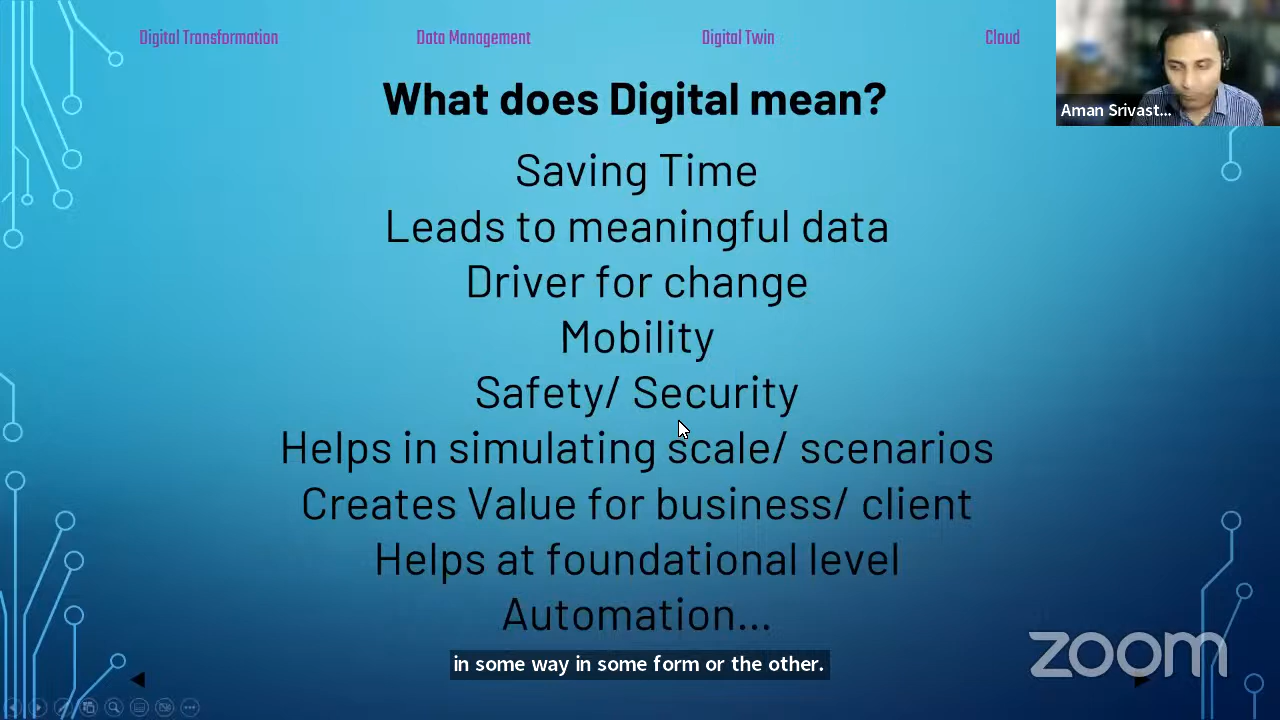 Digital Transformation Data Management Digital Twin Cloud
What does Digital mean?
Aman Srivast...
Saving Time
Leads to meaningful data
Driver for change
Mobility
Safety/ Security
Helps in simulating scale/ scenarios
Creates Value for business/ client
Helps at foundational level
Automation...
in some way in some form or the other.
zoom